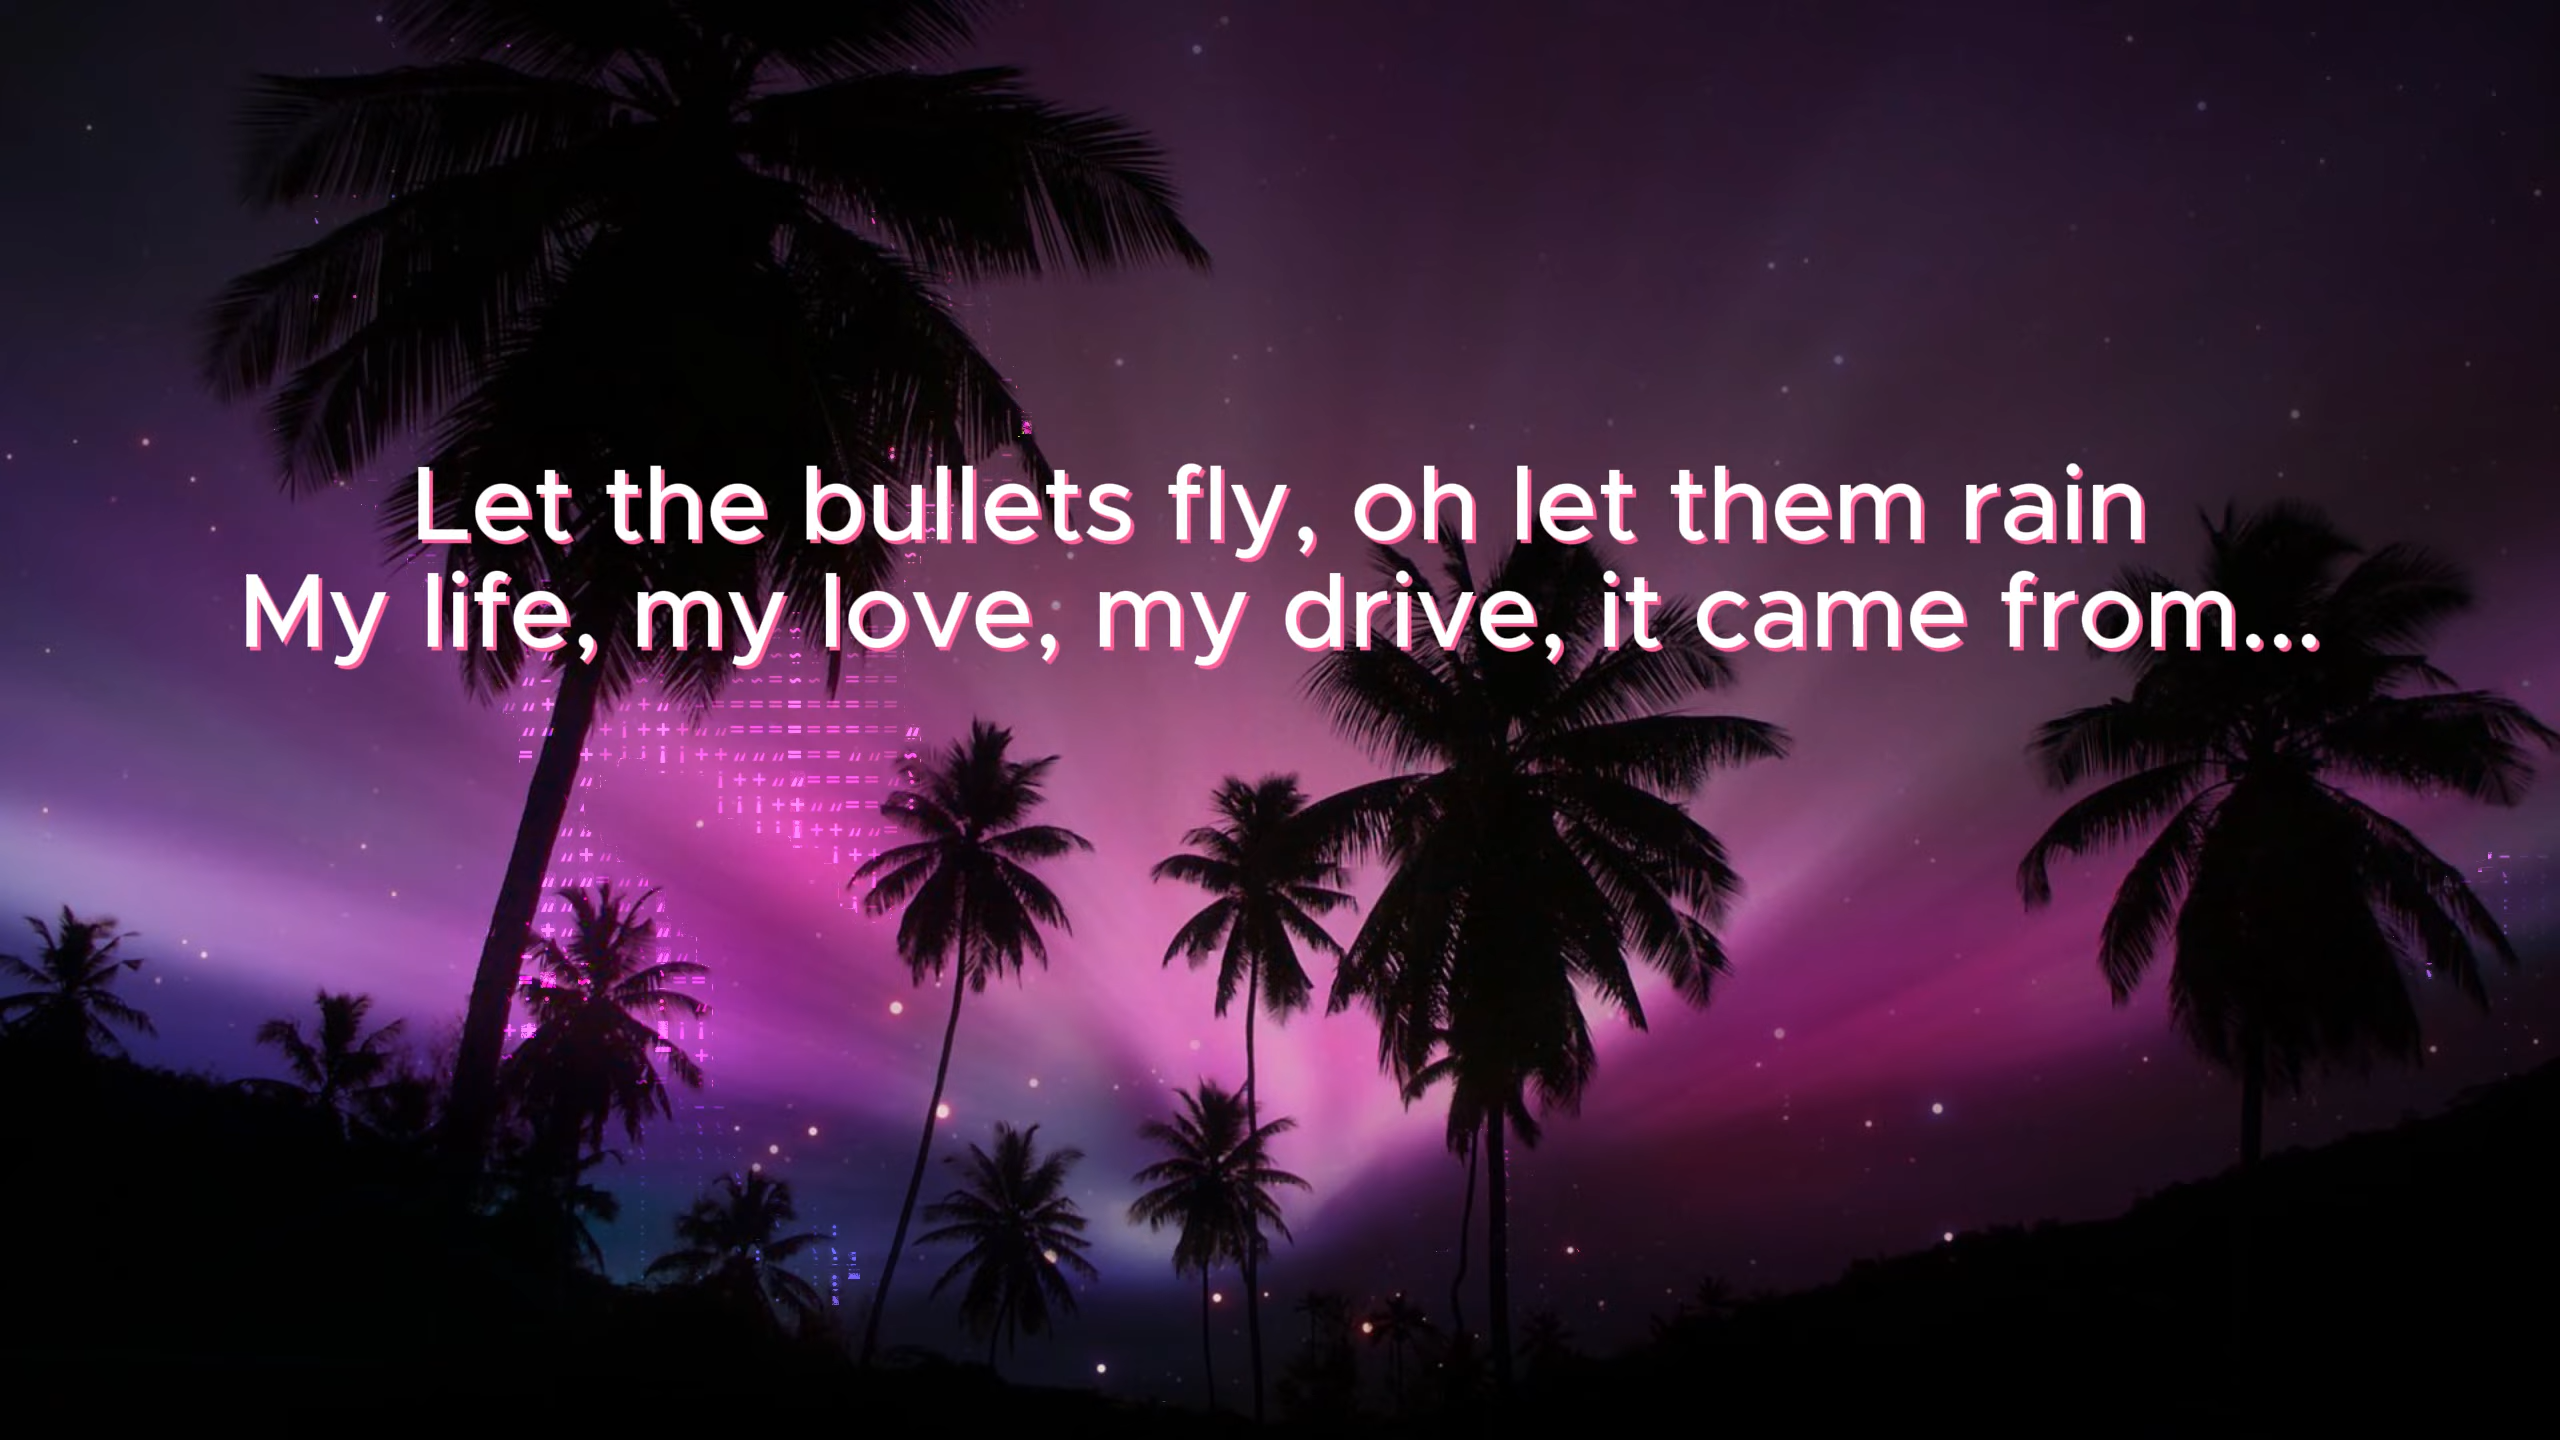 Let the bullets fly, oh let them rain
My life, my love, my drive, it came from...